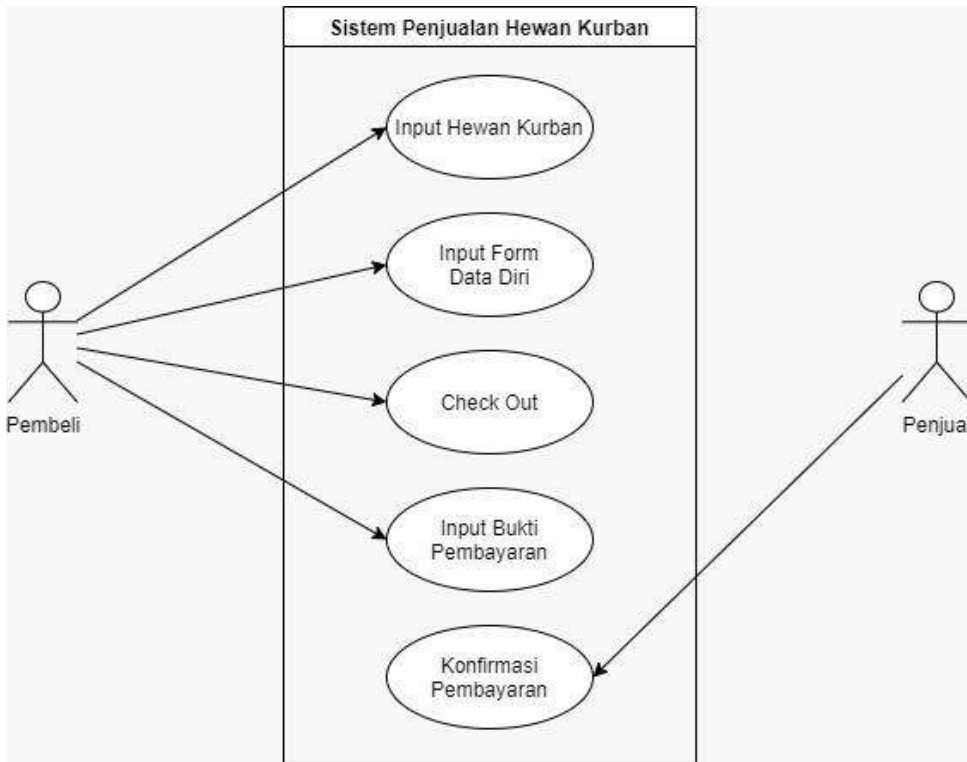 Sistem Penjualan Hewan Kurban
Input Hewan Kurban
Input Form
Data Diri
Check Out
Input Bukti
Pembayaran
Konfirmasi
Pembayaran
Pembeli
Penjua